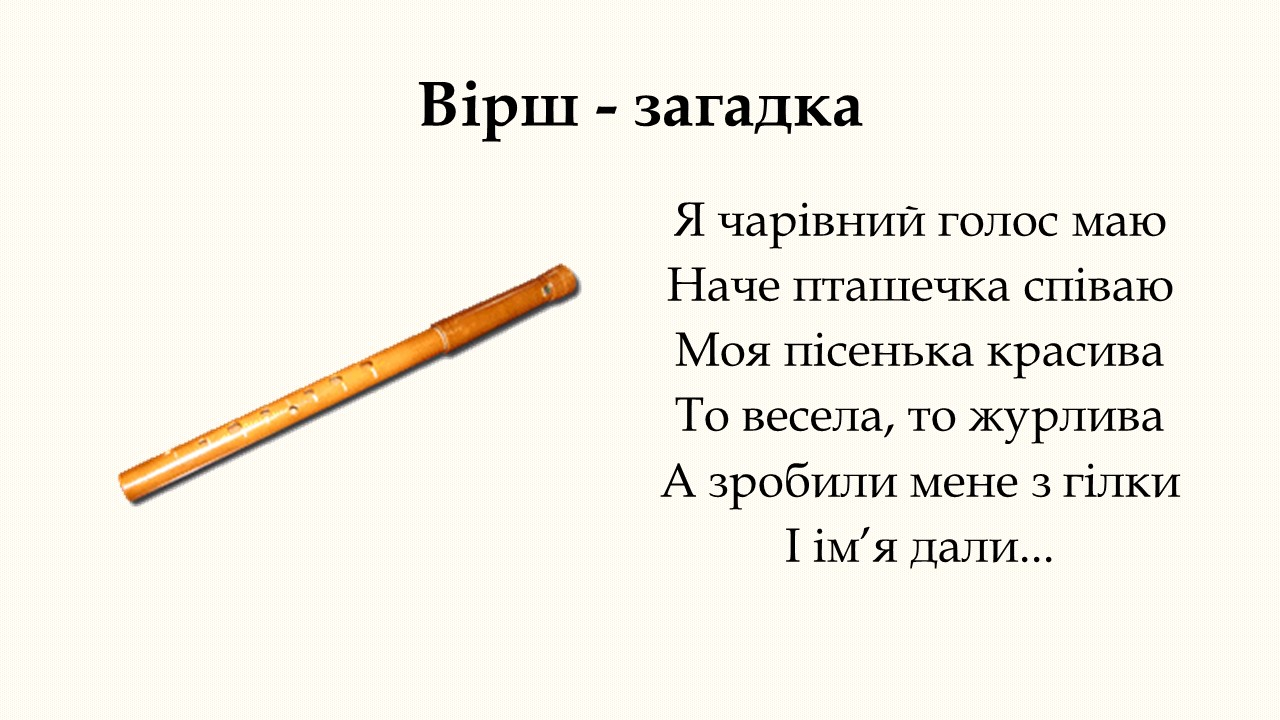 Вірш - загадка
Я чарівний голос маю
Наче пташечка співаю
Моя пісенька красива
То весела, то журлива
А зробили мене з гілки
І ім’я дали...